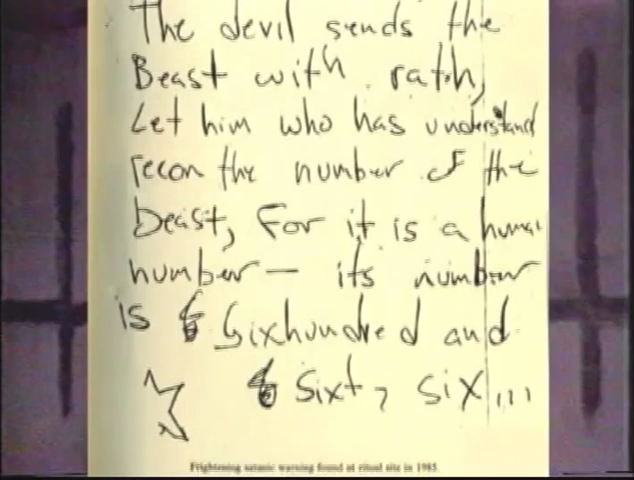 The devil sends the
Beast with rath,
Let him who has understand
recon the number of the
beast, For it is a human
number— its number
is 6 Sixhundred and
6 Sixty six...
Frightening satanic warning found at ritual site in 1985.